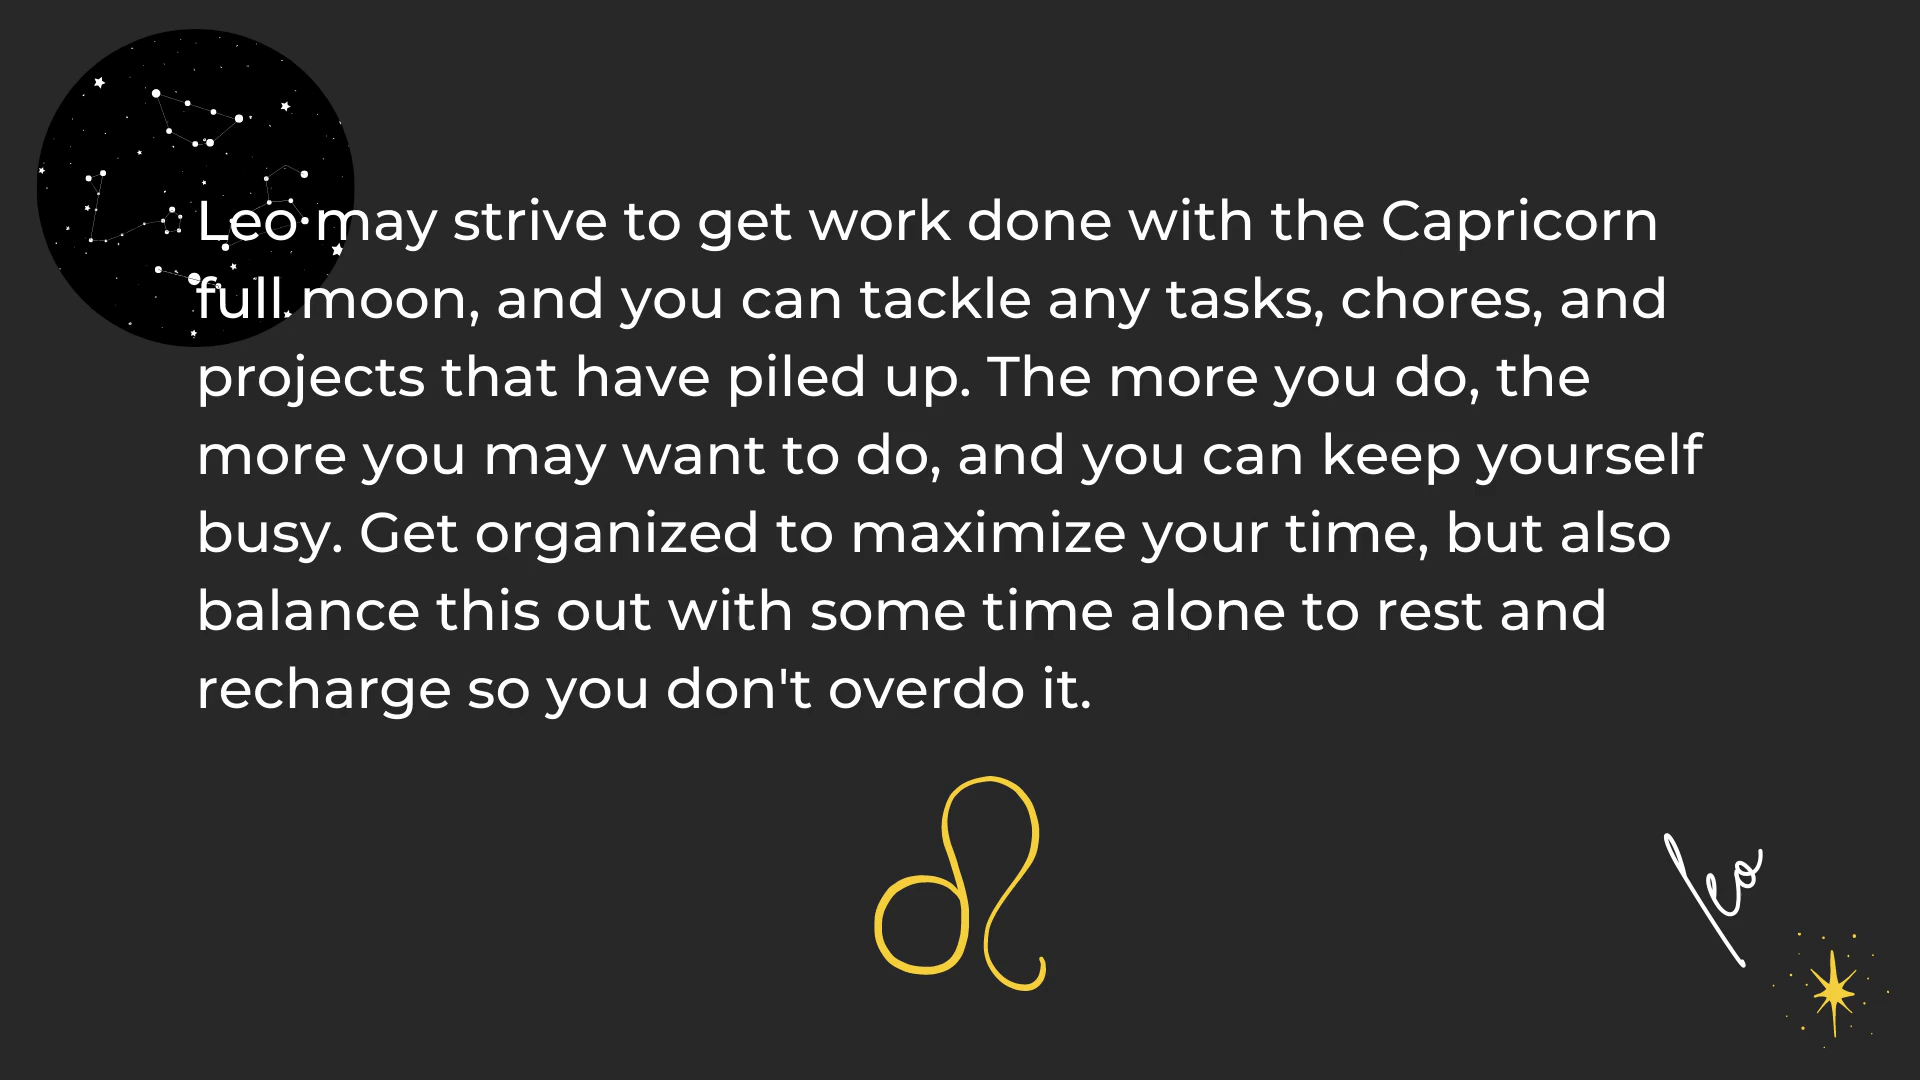 Leo may strive to get work done with the Capricorn
full moon, and you can tackle any tasks, chores, and
projects that have piled up. The more you do, the
more you may want to do, and you can keep yourself
busy. Get organized to maximize your time, but also
balance this out with some time alone to rest and
recharge so you don't overdo it.
leo